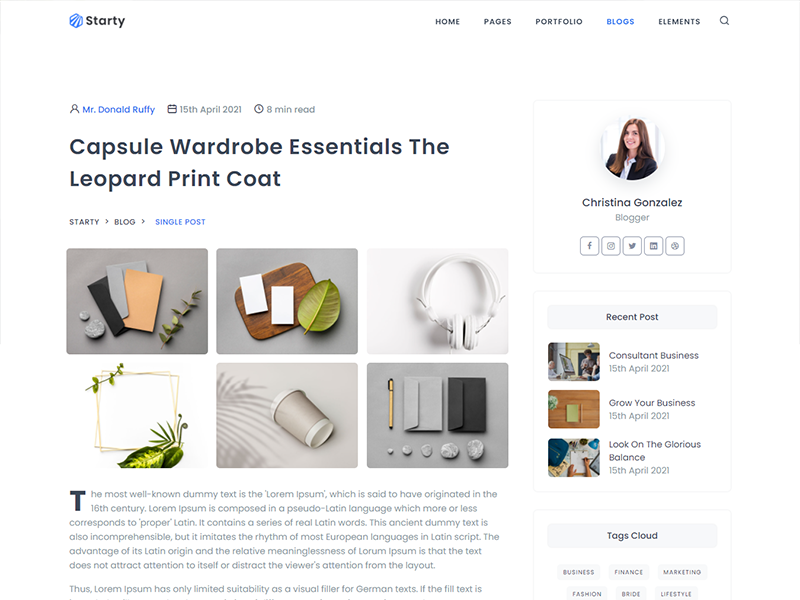 Starty
HOME PAGES PORTFOLIO BLOGS ELEMENTS
Mr. Donald Ruffy 15th April 2021 8 min read
Capsule Wardrobe Essentials The
Leopard Print Coat
STARTY > BLOG > SINGLE POST
The most well-known dummy text is the 'Lorem Ipsum', which is said to have originated in the
16th century. Lorem Ipsum is composed in a pseudo-Latin language which more or less
corresponds to 'proper' Latin. It contains a series of real Latin words. This ancient dummy text is
also incomprehensible, but it imitates the rhythm of most European languages in Latin script. The
advantage of its Latin origin and the relative meaninglessness of Lorum Ipsum is that the text
does not attract attention to itself or distract the viewer's attention from the layout.
Thus, Lorem Ipsum has only limited suitability as a visual filler for German texts. If the fill text is
Christina Gonzalez
Blogger
Recent Post
Consultant Business
15th April 2021
Grow Your Business
15th April 2021
Look On The Glorious
Balance
15th April 2021
Tags Cloud
BUSINESS FINANCE MARKETING
FASHION BRIDE LIFESTYLE